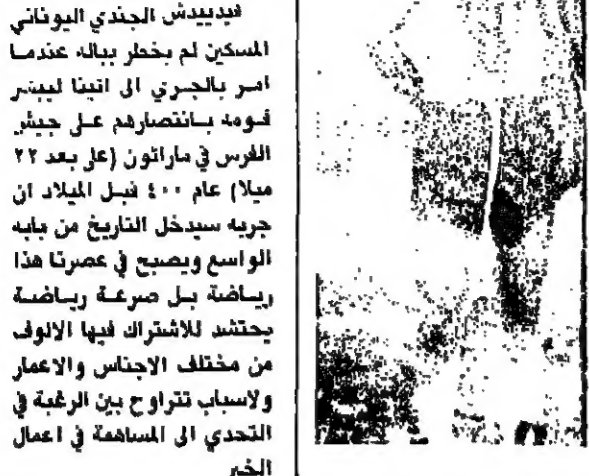 فيدبيدس الجندي اليوناني
المسكين لم يخطر بباله عندما
امر بالجري الى اتينا ليبشر
قومه بانتصارهم على جيش
الفرس في ماراثون (على بعد ٢٢
ميلا) عام ٤٠٠ قبل الميلاد ان
جريه سيدخل التاريخ من بابه
الواسع ويصبح في عصرنا هذا
رياضة بل صرعة رياضية
يحتشد للاشتراك فيها الالوف
من مختلف الاجناس والاعمار
ولاسباب تتراوح بين الرغبة في
التحدي الى المساهمة في اعمال
الخير